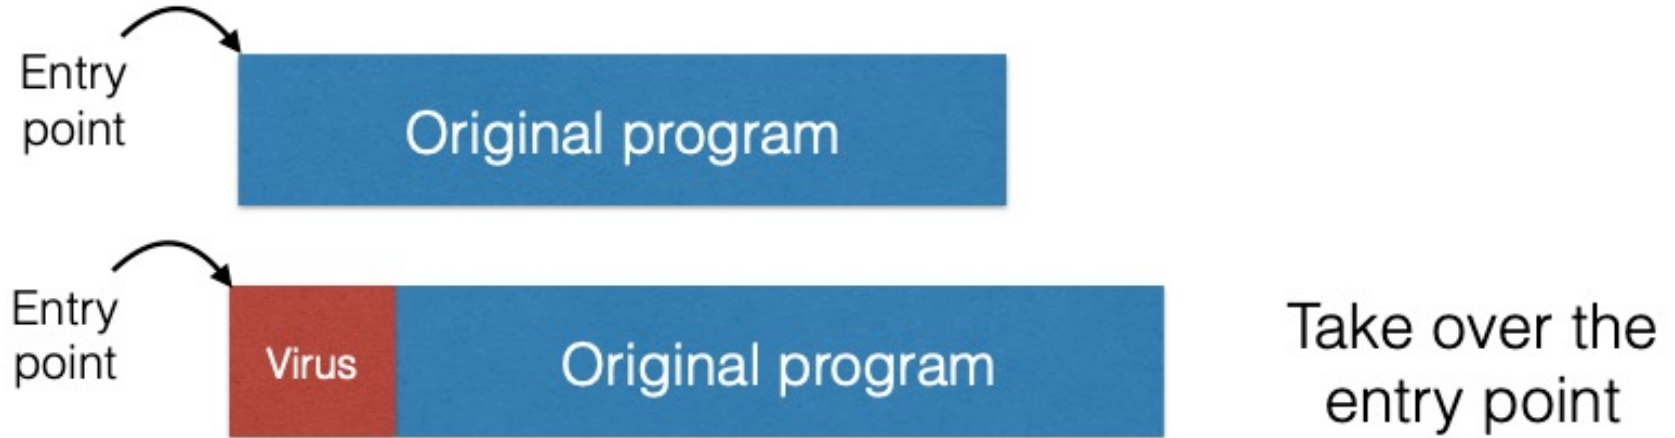 Entry
point
Original program
Entry
point
Virus
Original program
Take over the
entry point